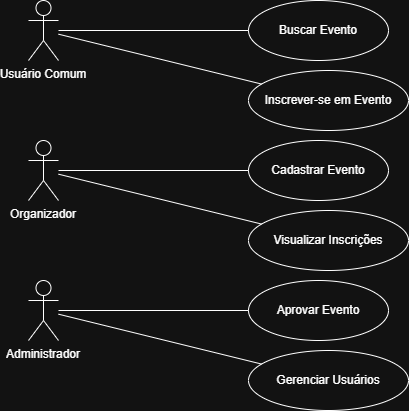 Buscar Evento
Usuário Comum
Inscrever-se em Evento
Cadastrar Evento
Organizador
Visualizar Inscrições
Aprovar Evento
Administrador
Gerenciar Usuários